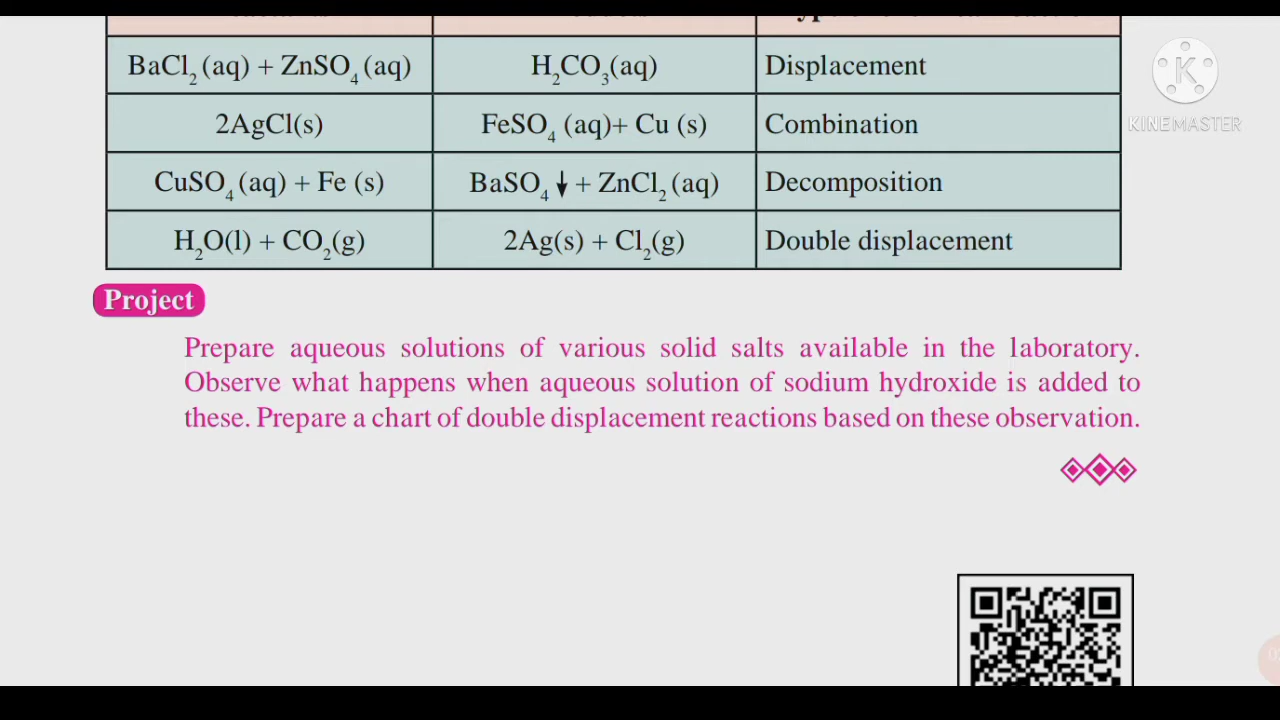 BaCl₂ (aq) + ZnSO₄ (aq) H₂CO₃(aq) Displacement
2AgCl(s) FeSO₄ (aq)+ Cu (s) Combination
CuSO₄ (aq) + Fe (s) BaSO₄ ↓ + ZnCl₂ (aq) Decomposition
H₂O(l) + CO₂(g) 2Ag(s) + Cl₂(g) Double displacement
K
KINEMASTER
Project
Prepare aqueous solutions of various solid salts available in the laboratory.
Observe what happens when aqueous solution of sodium hydroxide is added to
these. Prepare a chart of double displacement reactions based on these observation.